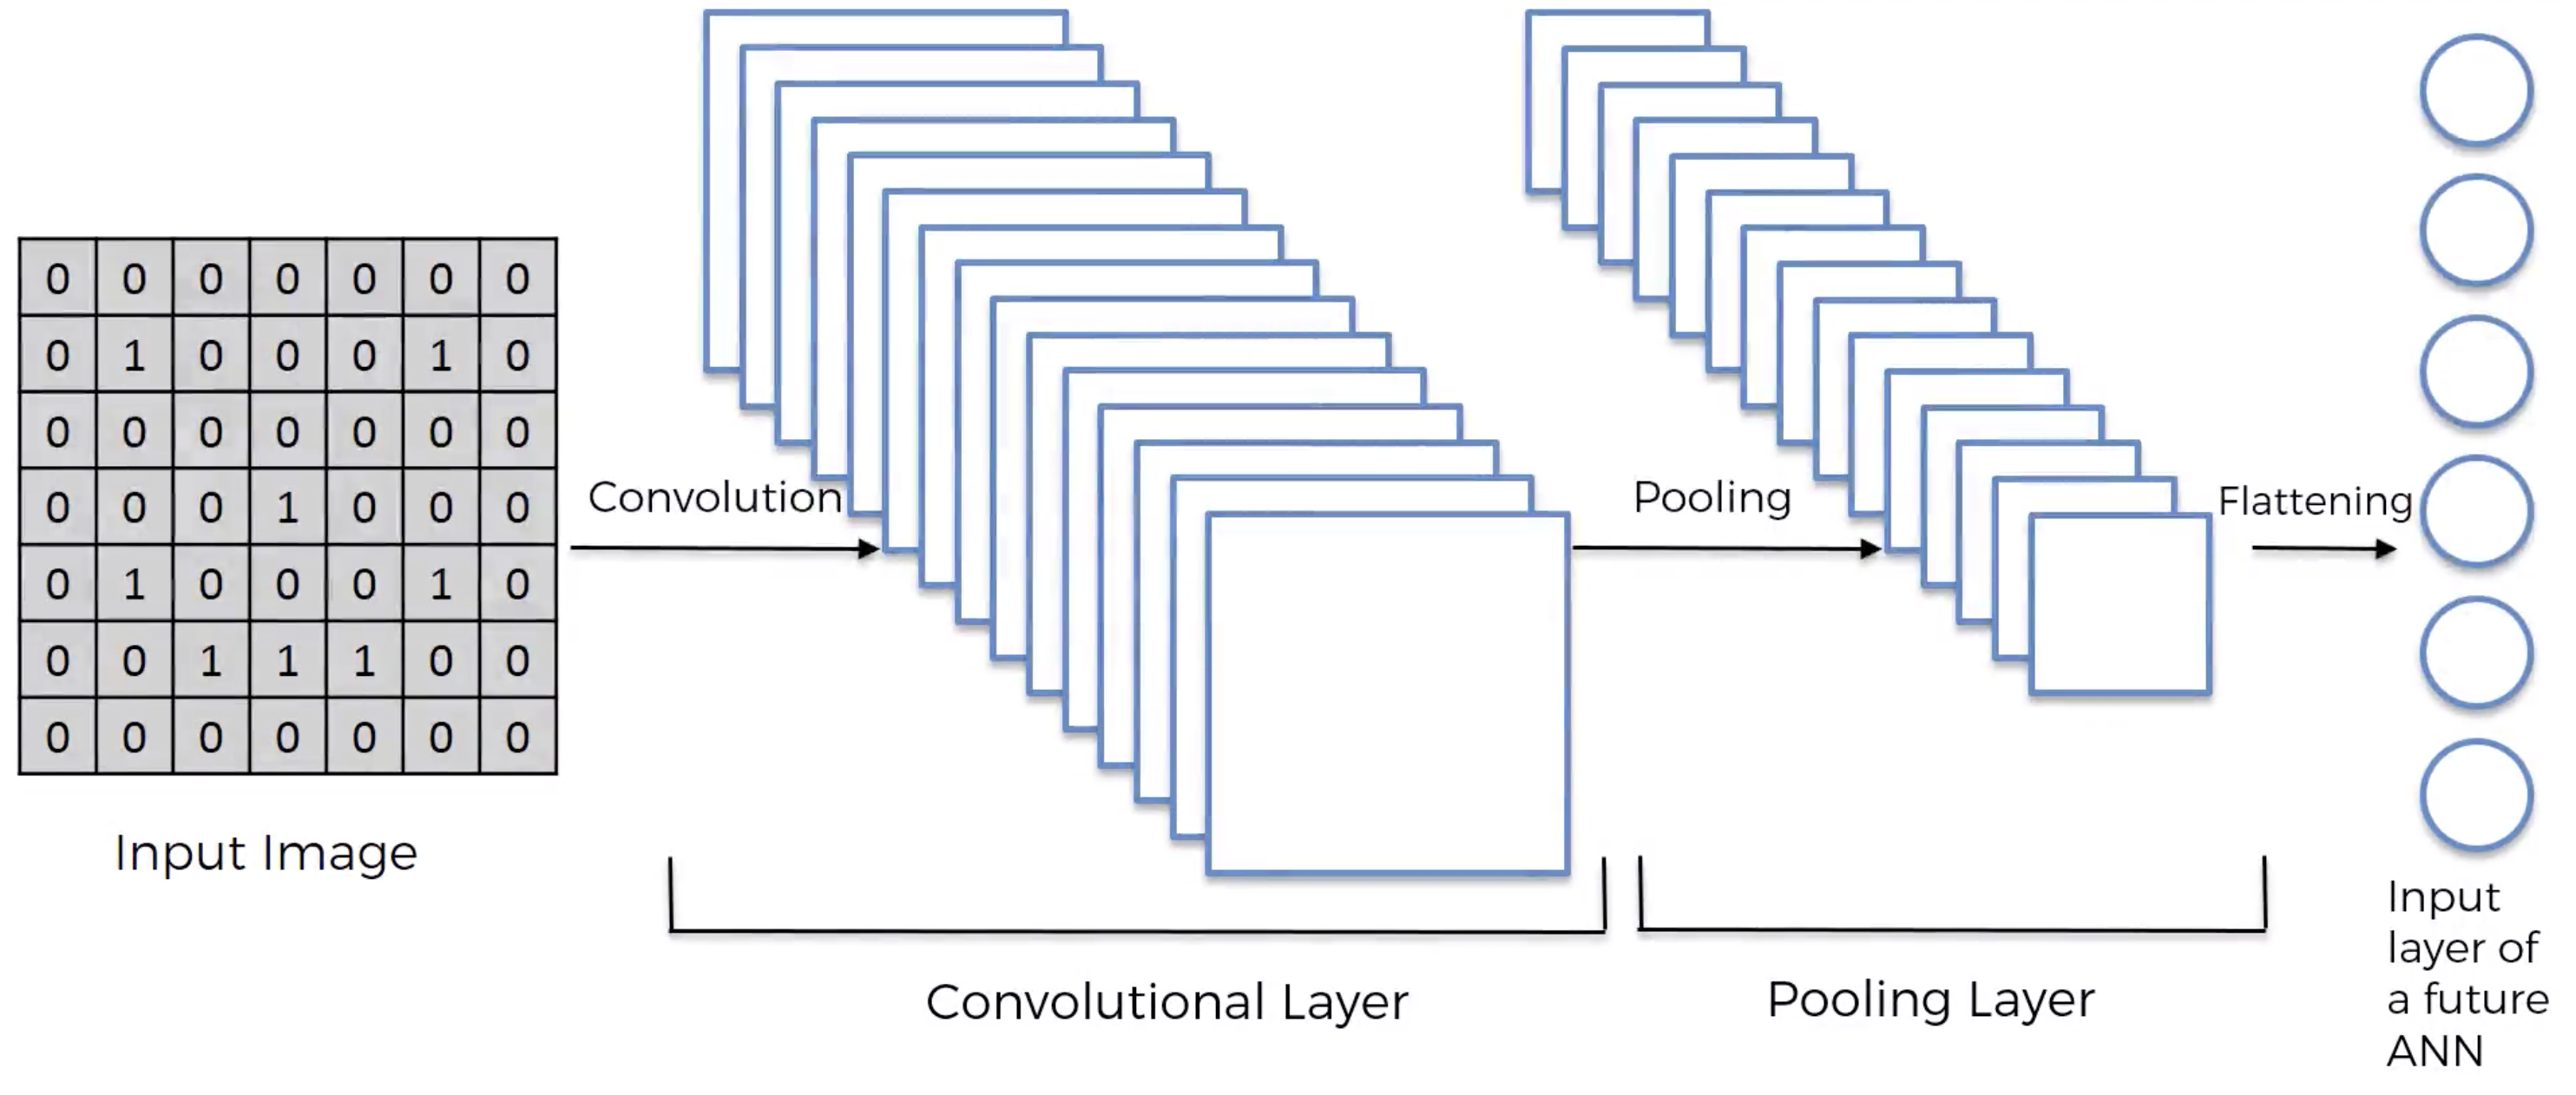 0 0 0 0 0 0 0
0 1 0 0 0 1 0
0 0 0 0 0 0 0
0 0 0 1 0 0 0
0 1 0 0 0 1 0
0 0 1 1 1 0 0
0 0 0 0 0 0 0
Input Image
Convolution
Convolutional Layer
Pooling
Pooling Layer
Flattening
Input
layer of
a future
ANN